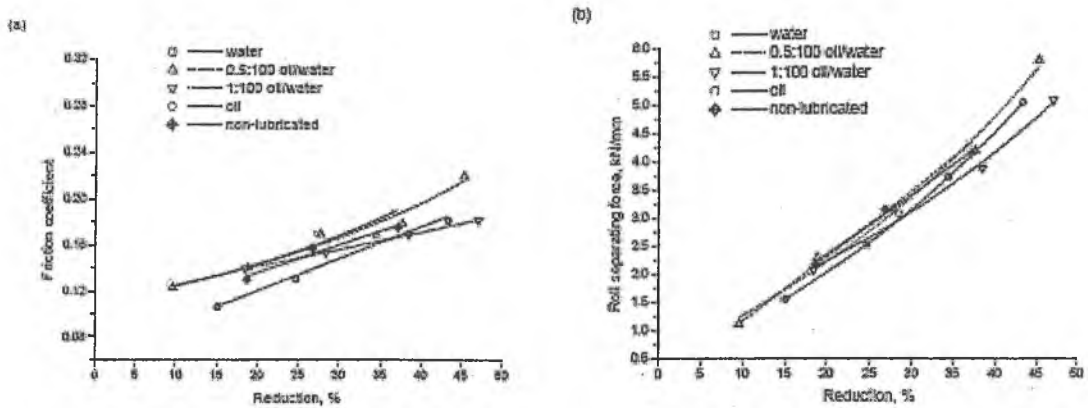 (a)
water
0.5:100 oil/water
1:100 oil/water
oil
non-lubricated
Friction coefficient
0.32
0.28
0.24
0.20
0.16
0.12
0.08
0 5 10 15 20 25 30 35 40 45 50
Reduction, %
(b)
water
0.5:100 oil/water
1:100 oil/water
oil
non-lubricated
Roll separating force, kN/mm
6.0
5.5
5.0
4.5
4.0
3.5
3.0
2.5
2.0
1.5
1.0
0.5
0 5 10 15 20 25 30 35 40 45 50
Reduction, %